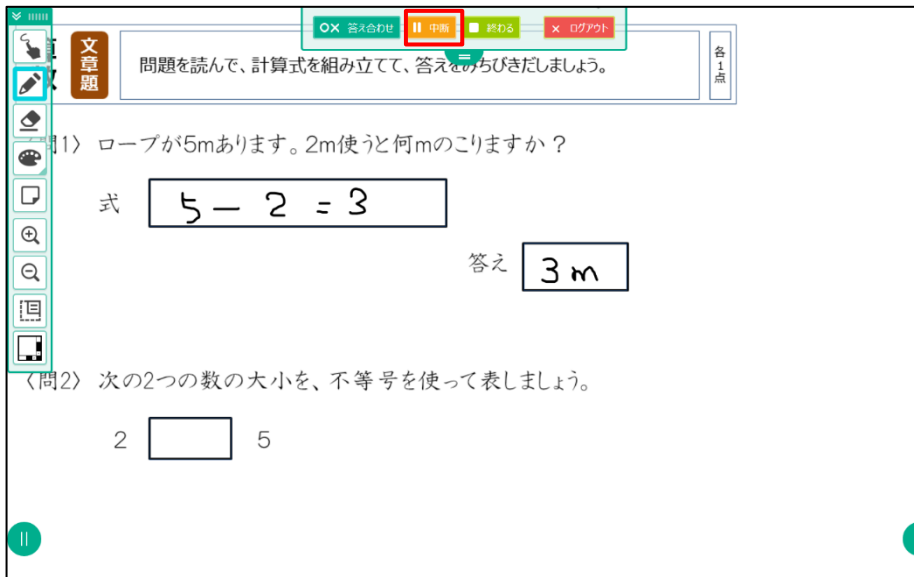 OX 答え合わせ 中断 終わる × ログアウト
数 文章題 問題を読んで、計算式を組み立てて、答えをみちびきだしましょう。 各1点
問1〉 ロープが5mあります。2m使うと何mのこりますか？
式 5 － 2 = 3
答え 3 m
〈問2〉 次の2つの数の大小を、不等号を使って表しましょう。
2 5